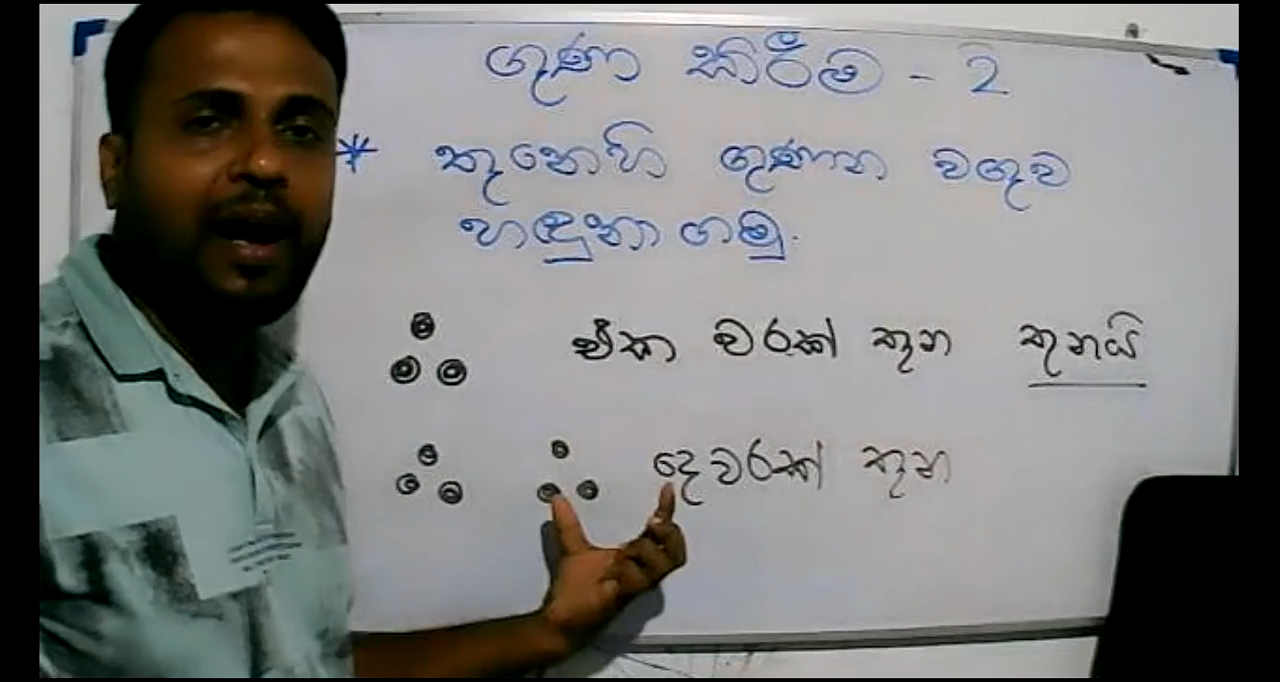 ගුණ කිරීම - 2
* තුනෙහි ගුණන වගුව
හඳුනා ගමු.
එක වරක් තුන තුනයි
දෙවරක් තුන